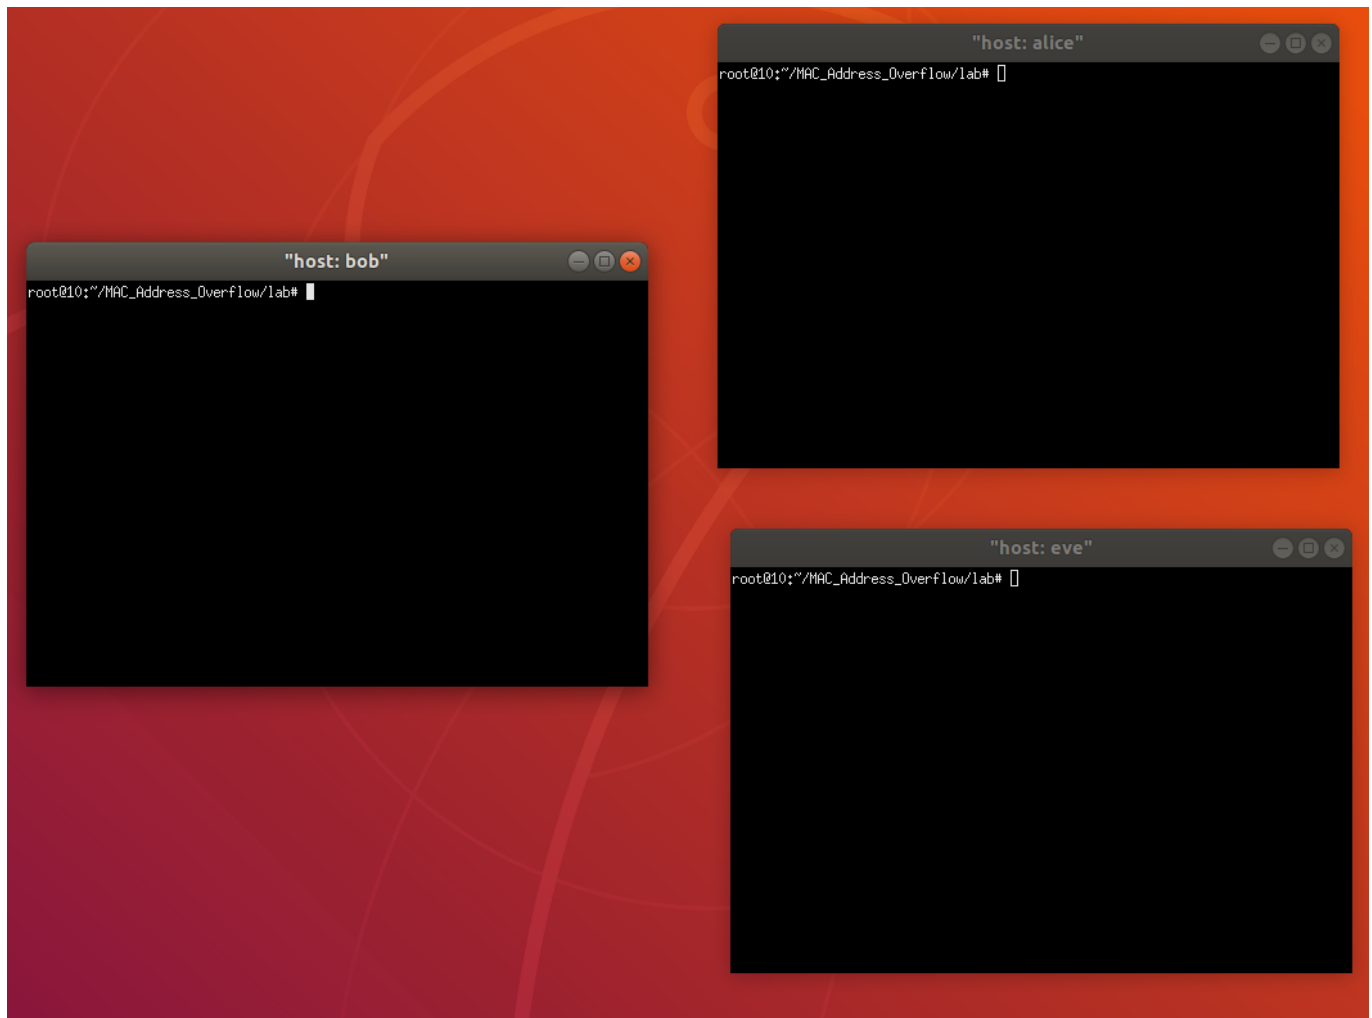 "host: alice"
root@10:~/MAC_Address_Overflow/lab#
"host: bob"
root@10:~/MAC_Address_Overflow/lab#
"host: eve"
root@10:~/MAC_Address_Overflow/lab#